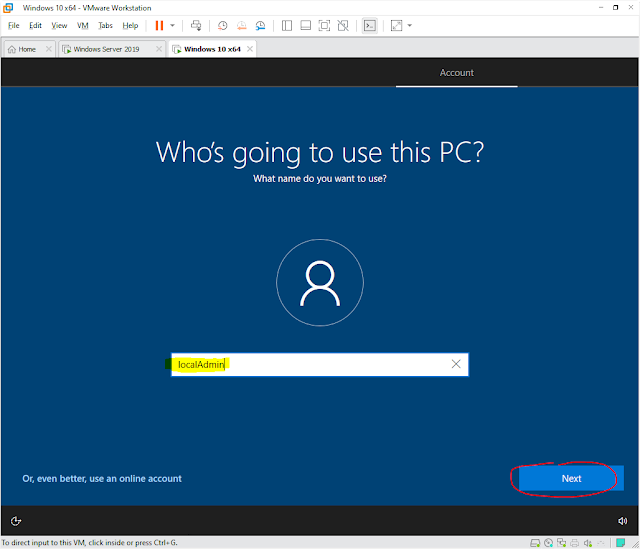 Windows 10 x64 - VMware Workstation
File Edit View VM Tabs Help
Home Windows Server 2019 Windows 10 x64
Account
Who's going to use this PC?
What name do you want to use?
localAdmin
Or, even better, use an online account
Next
To direct input to this VM, click inside or press Ctrl+G.